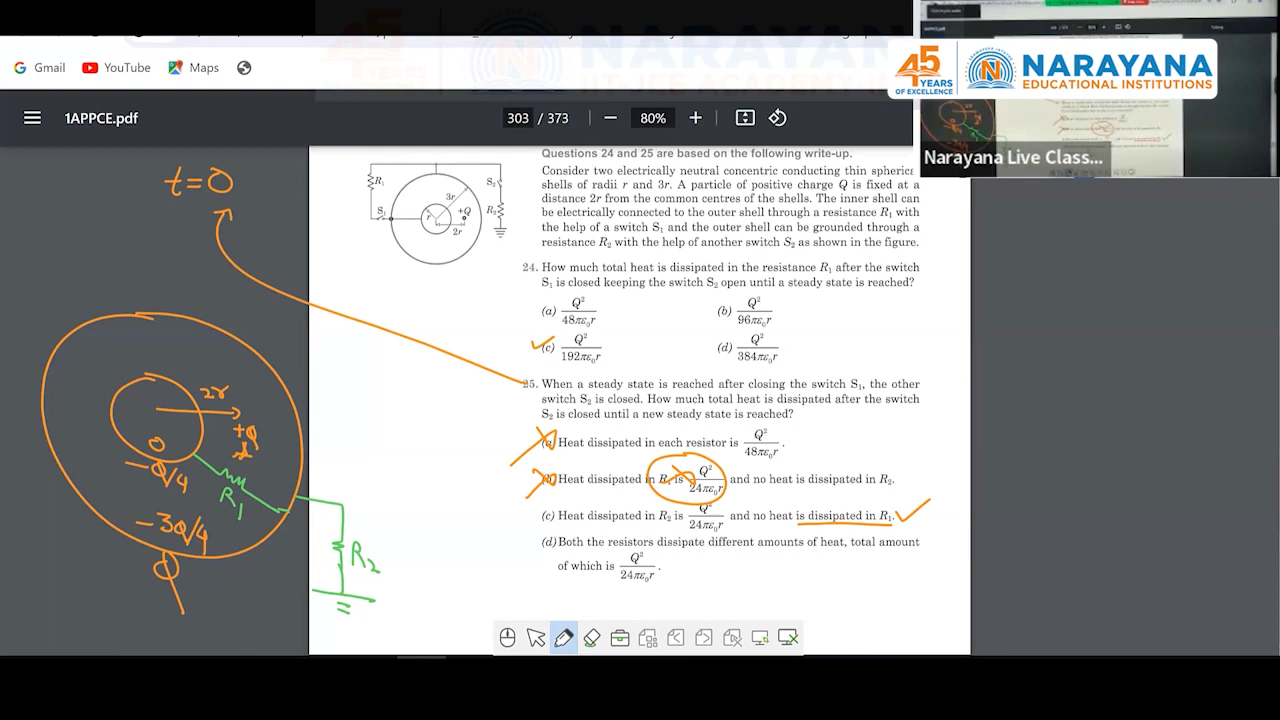 45
YEARS
OF EXCELLENCE
NARAYANA
EDUCATIONAL INSTITUTIONS
Gmail YouTube Maps
1APPCE.pdf 303 / 373 80%
Narayana Live Class...
t=0
R₁ S₁ 3r r +Q 2r S₂ R₂
Questions 24 and 25 are based on the following write-up.
Consider two electrically neutral concentric conducting thin spherical
shells of radii r and 3r. A particle of positive charge Q is fixed at a
distance 2r from the common centres of the shells. The inner shell can
be electrically connected to the outer shell through a resistance R₁ with
the help of a switch S₁ and the outer shell can be grounded through a
resistance R₂ with the help of another switch S₂ as shown in the figure.
24. How much total heat is dissipated in the resistance R₁ after the switch
S₁ is closed keeping the switch S₂ open until a steady state is reached?
(a) Q²/48πε₀r (b) Q²/96πε₀r
(c) Q²/192πε₀r (d) Q²/384πε₀r
25. When a steady state is reached after closing the switch S₁, the other
switch S₂ is closed. How much total heat is dissipated after the switch
S₂ is closed until a new steady state is reached?
(a) Heat dissipated in each resistor is Q²/48πε₀r.
(b) Heat dissipated in R₁ is Q²/24πε₀r and no heat is dissipated in R₂.
(c) Heat dissipated in R₂ is Q²/24πε₀r and no heat is dissipated in R₁.
(d) Both the resistors dissipate different amounts of heat, total amount
of which is Q²/24πε₀r.
2r
+Q
-Q/4
R₁
-3Q/4
R₂